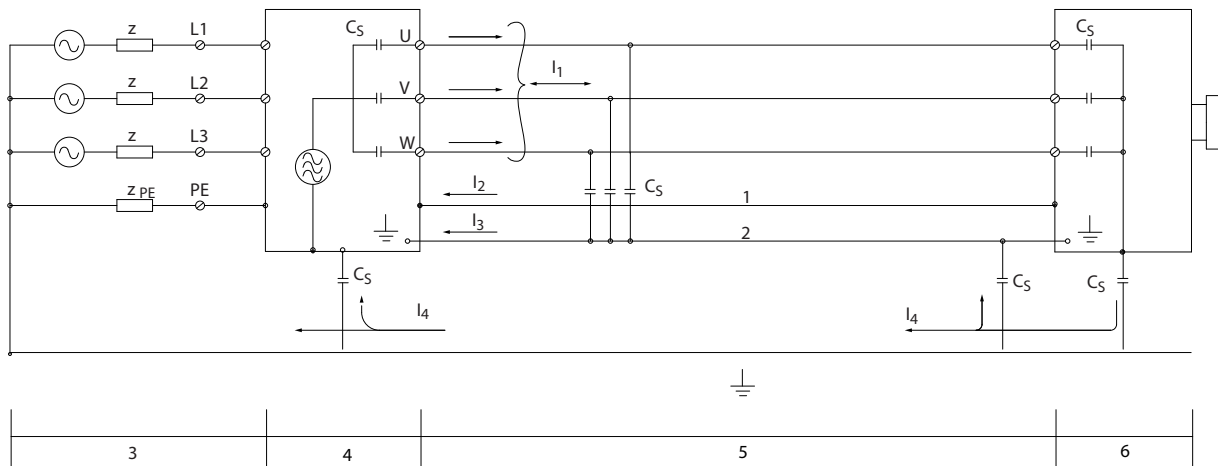 z L1 C_S U C_S
I_1
z L2 V
z L3 W
z_PE PE I_2 C_S 1
I_3 2
C_S C_S C_S
I_4 I_4
3 4 5 6